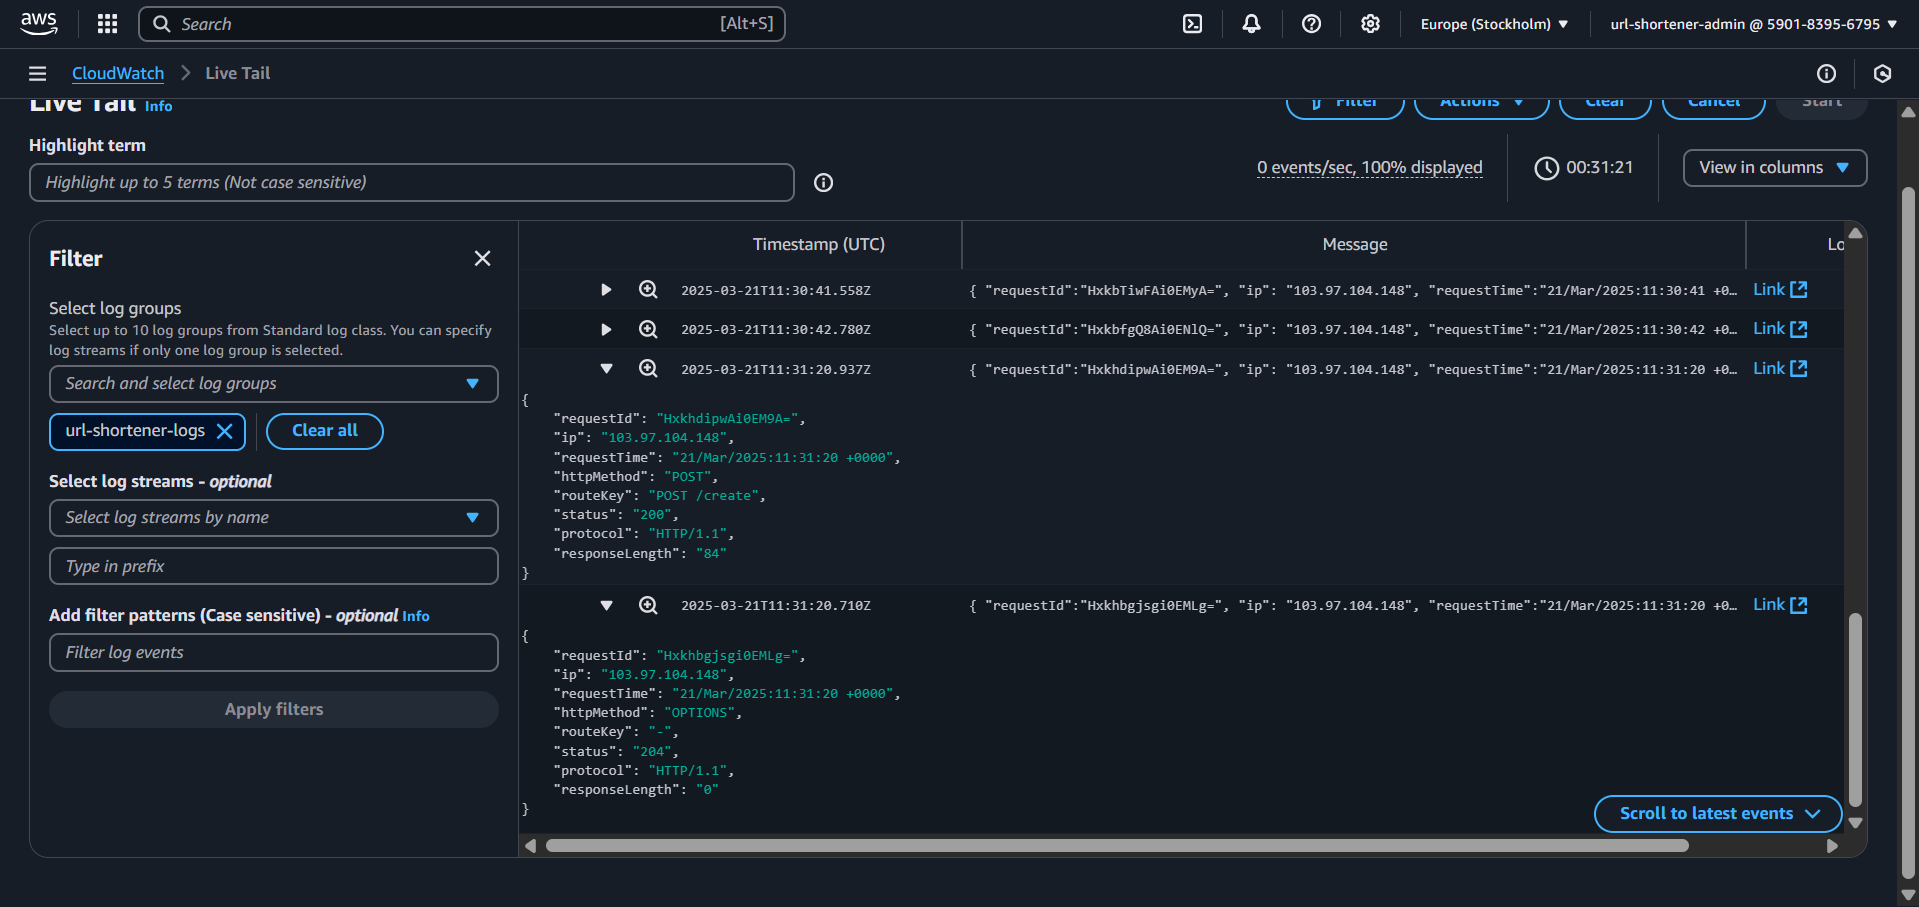 aws
Search [Alt+S]
Europe (Stockholm)
url-shortener-admin @ 5901-8395-6795
CloudWatch
Live Tail
Live Tail Info
Filter
Actions
Clear
Cancel
Start
Highlight term
Highlight up to 5 terms (Not case sensitive)
0 events/sec, 100% displayed
00:31:21
View in columns
Filter
Select log groups
Select up to 10 log groups from Standard log class. You can specify
log streams if only one log group is selected.
Search and select log groups
url-shortener-logs
Clear all
Select log streams - optional
Select log streams by name
Type in prefix
Add filter patterns (Case sensitive) - optional Info
Filter log events
Apply filters
Timestamp (UTC)
Message
Lo
2025-03-21T11:30:41.558Z { "requestId":"HxkbTiwFAi0EMyA=", "ip": "103.97.104.148", "requestTime":"21/Mar/2025:11:30:41 +0… Link
2025-03-21T11:30:42.780Z { "requestId":"HxkbfgQ8Ai0ENlQ=", "ip": "103.97.104.148", "requestTime":"21/Mar/2025:11:30:42 +0… Link
2025-03-21T11:31:20.937Z { "requestId":"HxkhdipwAi0EM9A=", "ip": "103.97.104.148", "requestTime":"21/Mar/2025:11:31:20 +0… Link
{
"requestId": "HxkhdipwAi0EM9A=",
"ip": "103.97.104.148",
"requestTime": "21/Mar/2025:11:31:20 +0000",
"httpMethod": "POST",
"routeKey": "POST /create",
"status": "200",
"protocol": "HTTP/1.1",
"responseLength": "84"
}
2025-03-21T11:31:20.710Z { "requestId":"Hxkhbgjsgi0EMLg=", "ip": "103.97.104.148", "requestTime":"21/Mar/2025:11:31:20 +0… Link
{
"requestId": "Hxkhbgjsgi0EMLg=",
"ip": "103.97.104.148",
"requestTime": "21/Mar/2025:11:31:20 +0000",
"httpMethod": "OPTIONS",
"routeKey": "-",
"status": "204",
"protocol": "HTTP/1.1",
"responseLength": "0"
}
Scroll to latest events